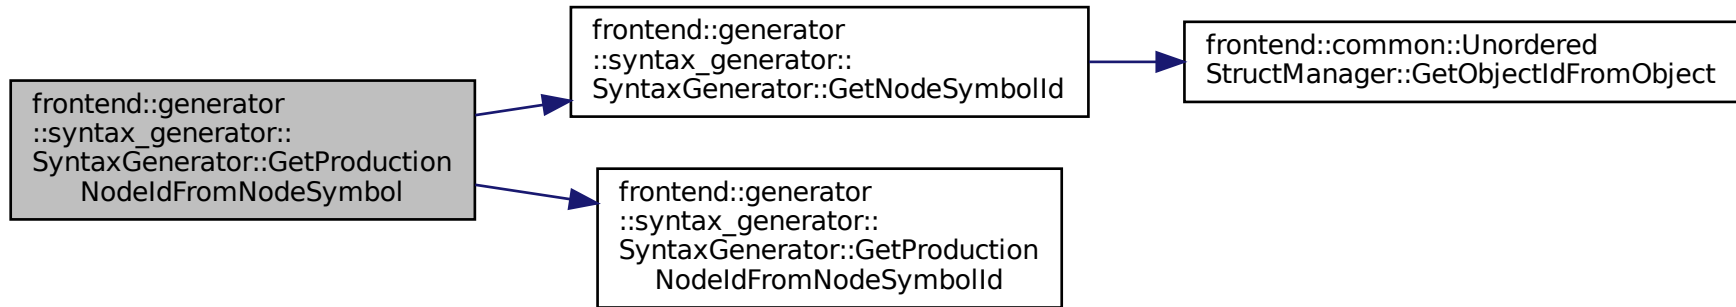 frontend::generator
::syntax_generator::
SyntaxGenerator::GetProduction
NodeIdFromNodeSymbol
frontend::generator
::syntax_generator::
SyntaxGenerator::GetNodeSymbolId
frontend::common::Unordered
StructManager::GetObjectIdFromObject
frontend::generator
::syntax_generator::
SyntaxGenerator::GetProduction
NodeIdFromNodeSymbolId